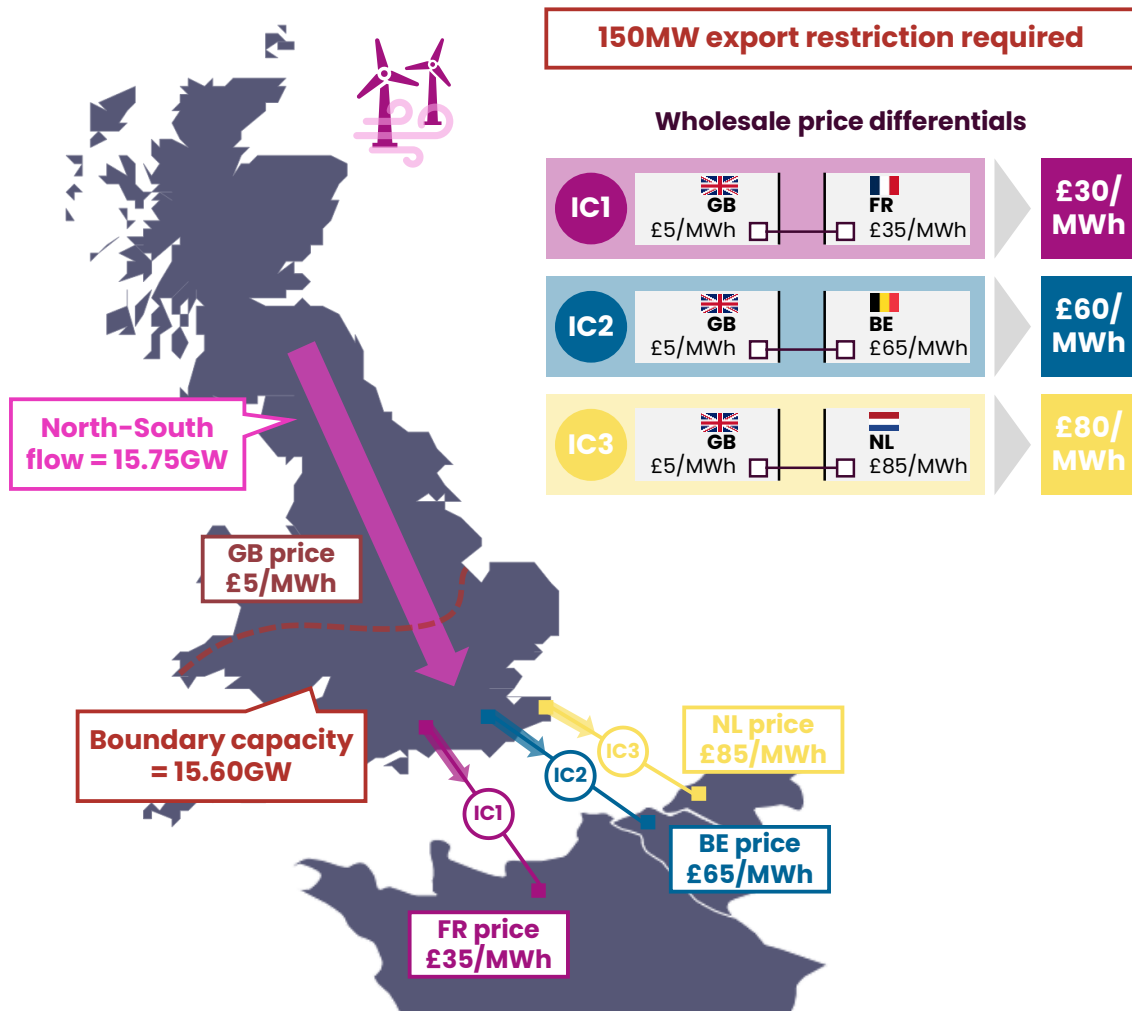 150MW export restriction required
Wholesale price differentials
IC1
GB
£5/MWh
FR
£35/MWh
£30/
MWh
IC2
GB
£5/MWh
BE
£65/MWh
£60/
MWh
IC3
GB
£5/MWh
NL
£85/MWh
£80/
MWh
North-South
flow = 15.75GW
GB price
£5/MWh
Boundary capacity
= 15.60GW
NL price
£85/MWh
IC3
IC2
IC1
BE price
£65/MWh
FR price
£35/MWh